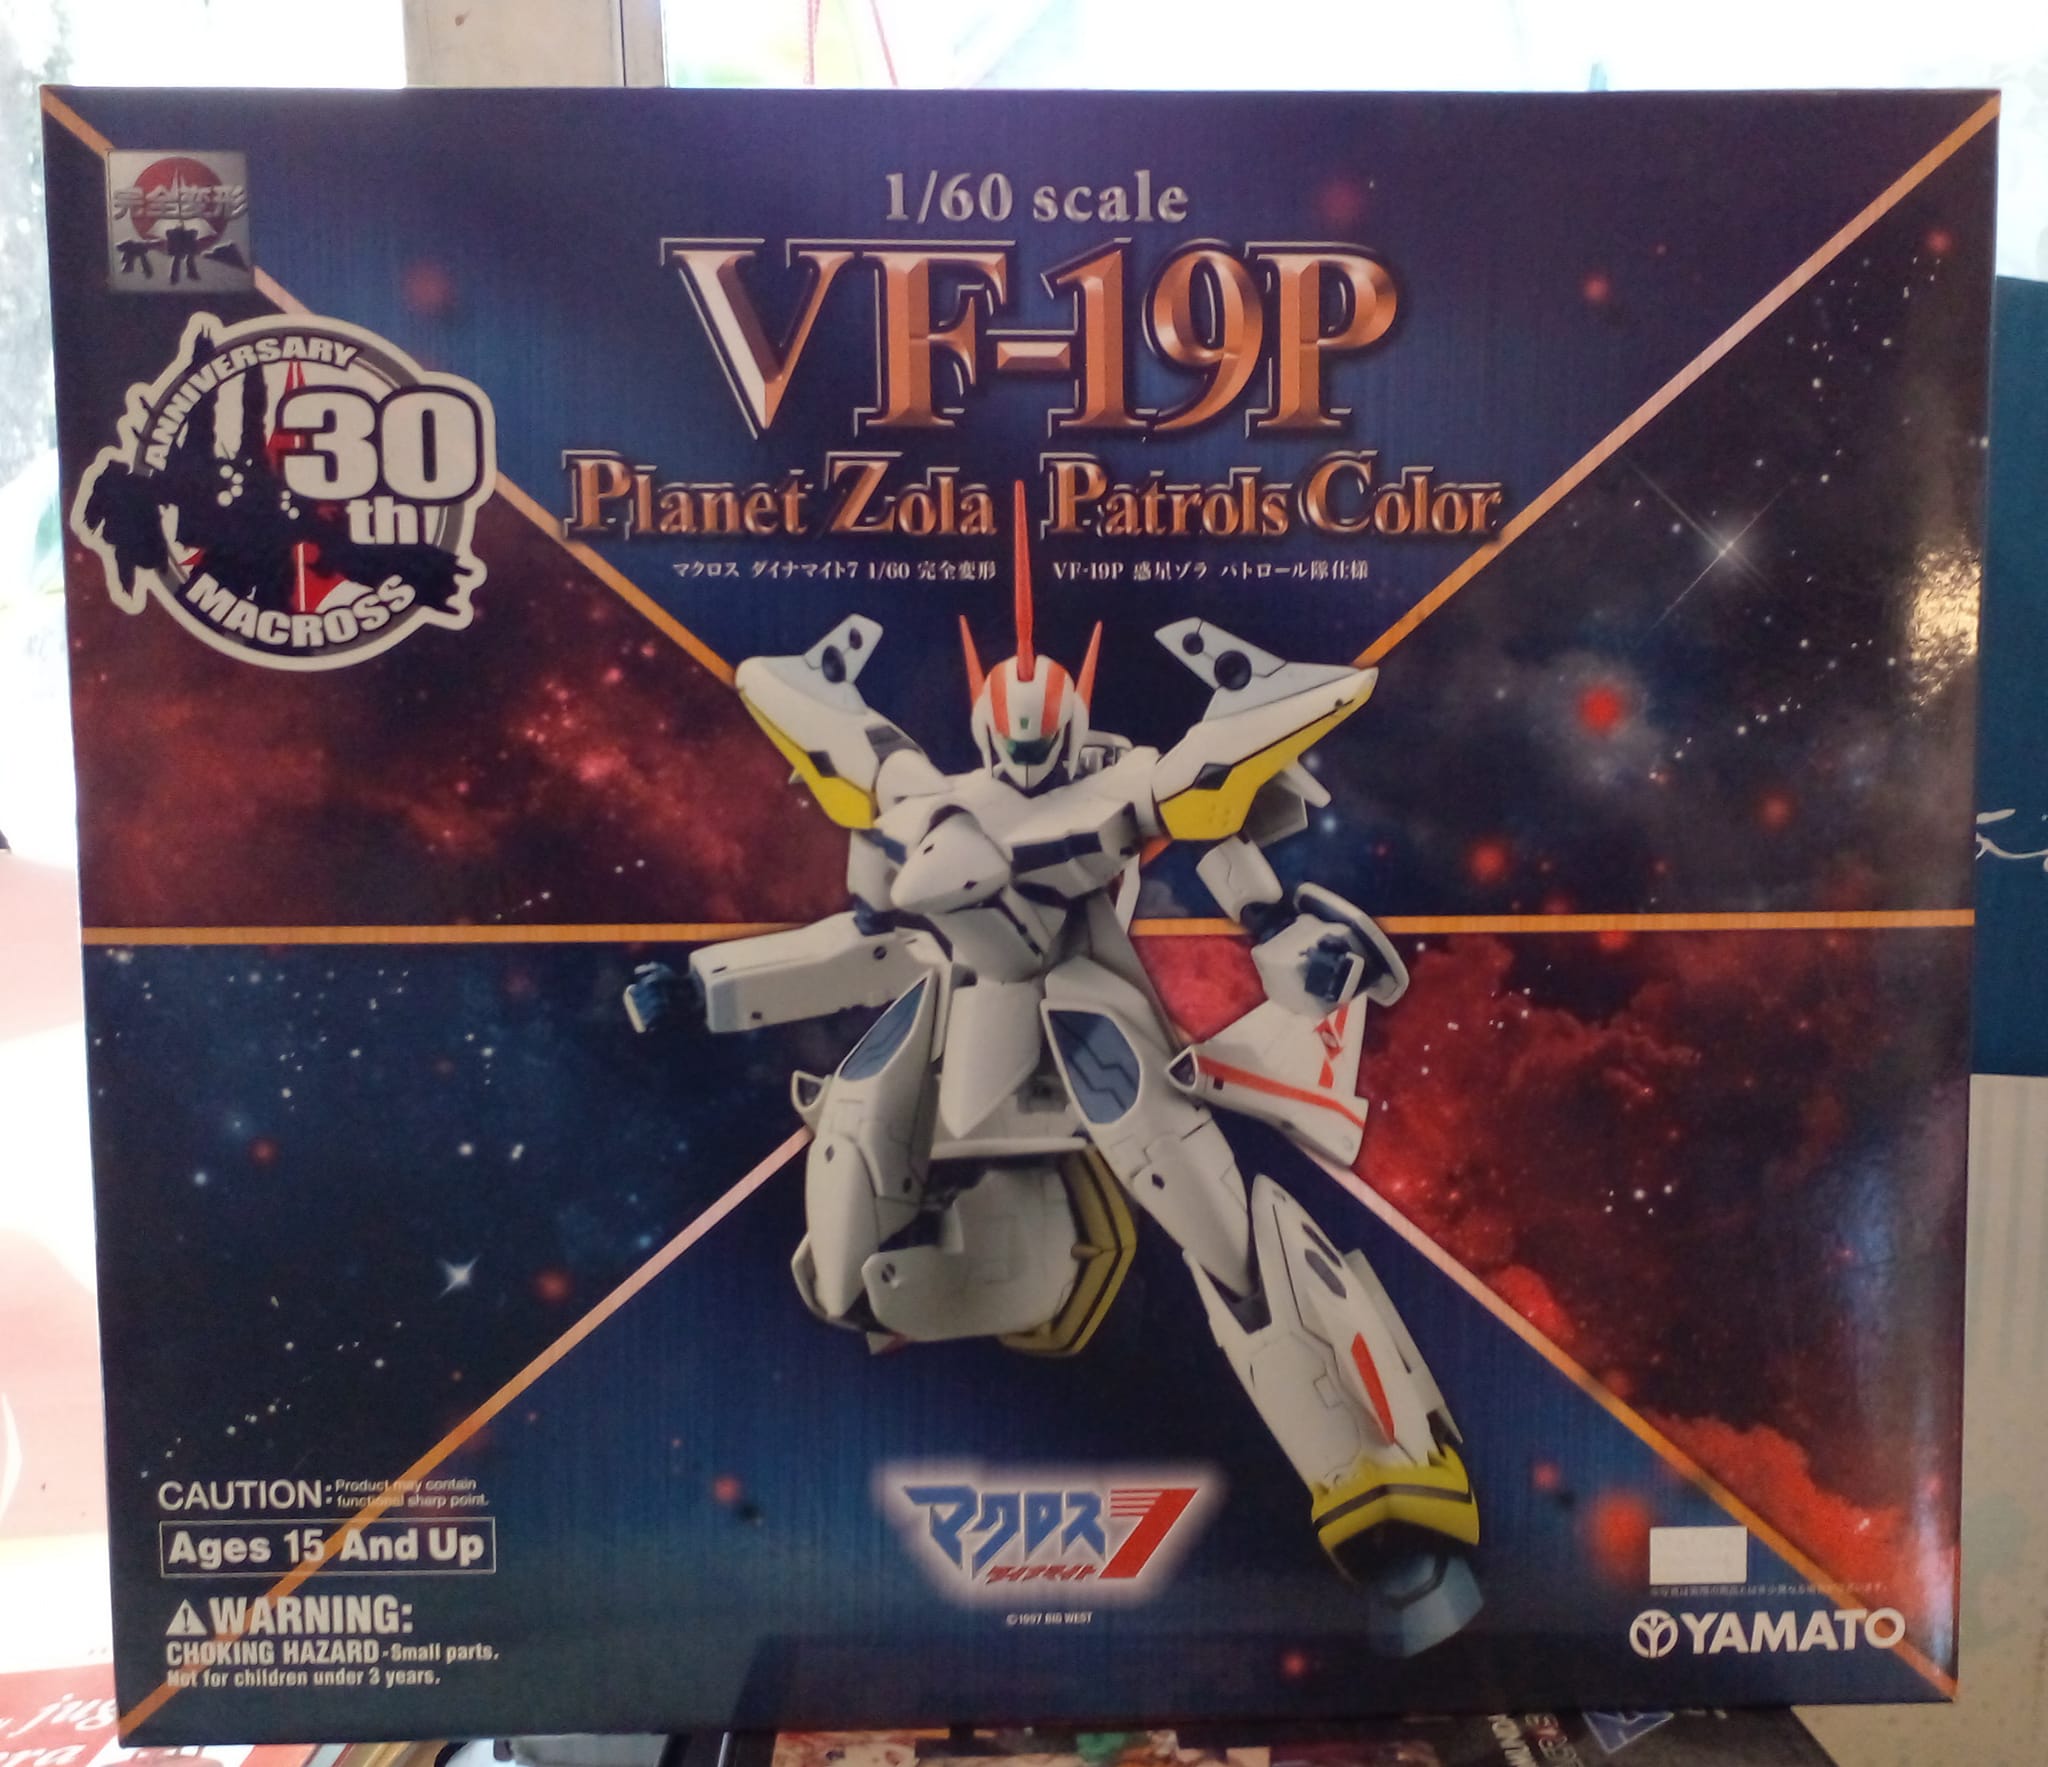 完全変形
1/60 scale
VF-19P
Planet Zola Patrols Color
マクロス ダイナマイト7 1/60 完全変形 VF-19P 惑星ゾラ パトロール隊仕様
ANNIVERSARY
30
th
MACROSS
CAUTION: Product may contain
functional sharp point.
Ages 15 And Up
WARNING:
CHOKING HAZARD-Small parts.
Not for children under 3 years.
マクロス7
ダイナマイト
©1997 BIG WEST
YAMATO
jug
ora